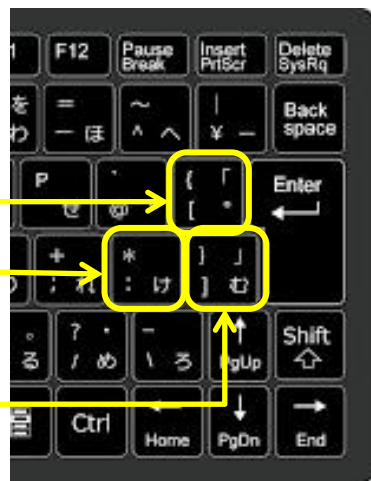 1 F12 Pause Break Insert PrtScr Delete SysRq
を = ~ | Back
わ - ほ ^ へ ¥ ー space
P ` { 「 Enter
せ @ [ ゜
+ * } 」
; れ : け ] む
。 ? ・ - Shift
る / め \ ろ PgUp
Ctrl Home PgDn End